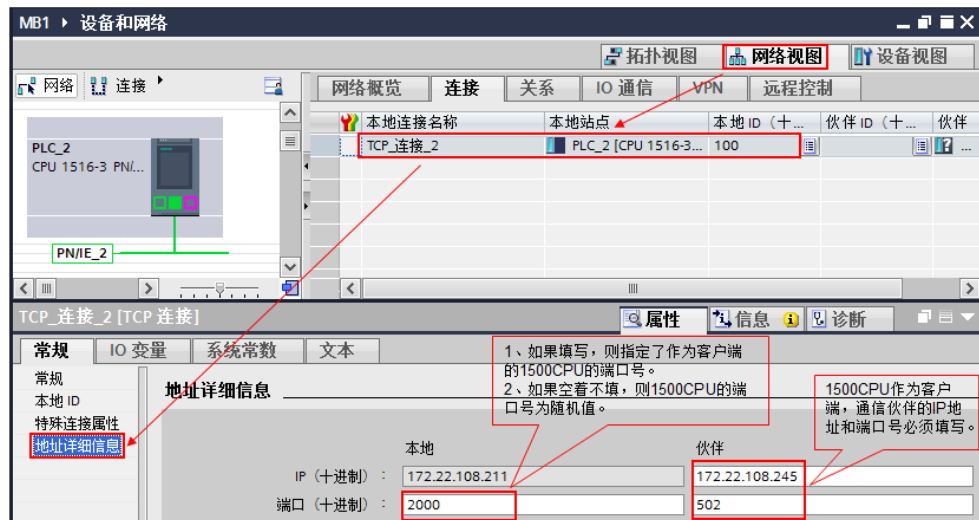 MB1 ▸ 设备和网络
拓扑视图 网络视图 设备视图
网络 连接
网络概览 连接 关系 IO 通信 VPN 远程控制
本地连接名称 本地站点 本地 ID（十... 伙伴 ID（十... 伙伴
TCP_连接_2 PLC_2 [CPU 1516-3... 100 ...
PLC_2
CPU 1516-3 PN/...
PN/IE_2
TCP_连接_2 [TCP 连接]
属性 信息 诊断
常规 IO 变量 系统常数 文本
常规
本地 ID
特殊连接属性
地址详细信息
地址详细信息
1、如果填写，则指定了作为客户端
的1500CPU的端口号。
2、如果空着不填，则1500CPU的端
口号为随机值。
1500CPU作为客户
端，通信伙伴的IP地
址和端口号必须填写。
本地 伙伴
IP（十进制）： 172.22.108.211 172.22.108.245
端口（十进制）： 2000 502